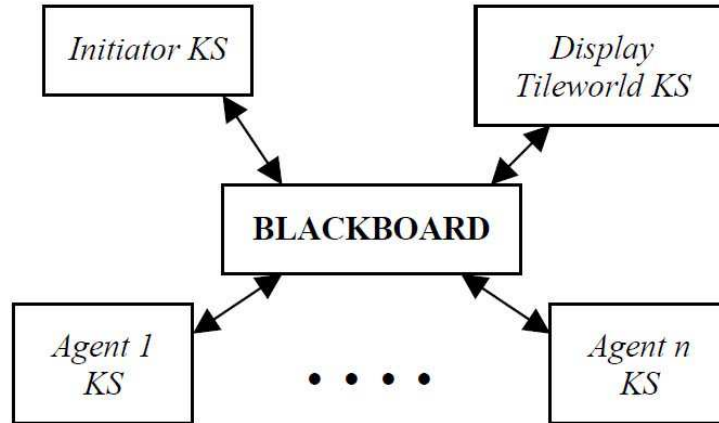 Initiator KS
Display
Tileworld KS
BLACKBOARD
Agent 1
KS
Agent n
KS